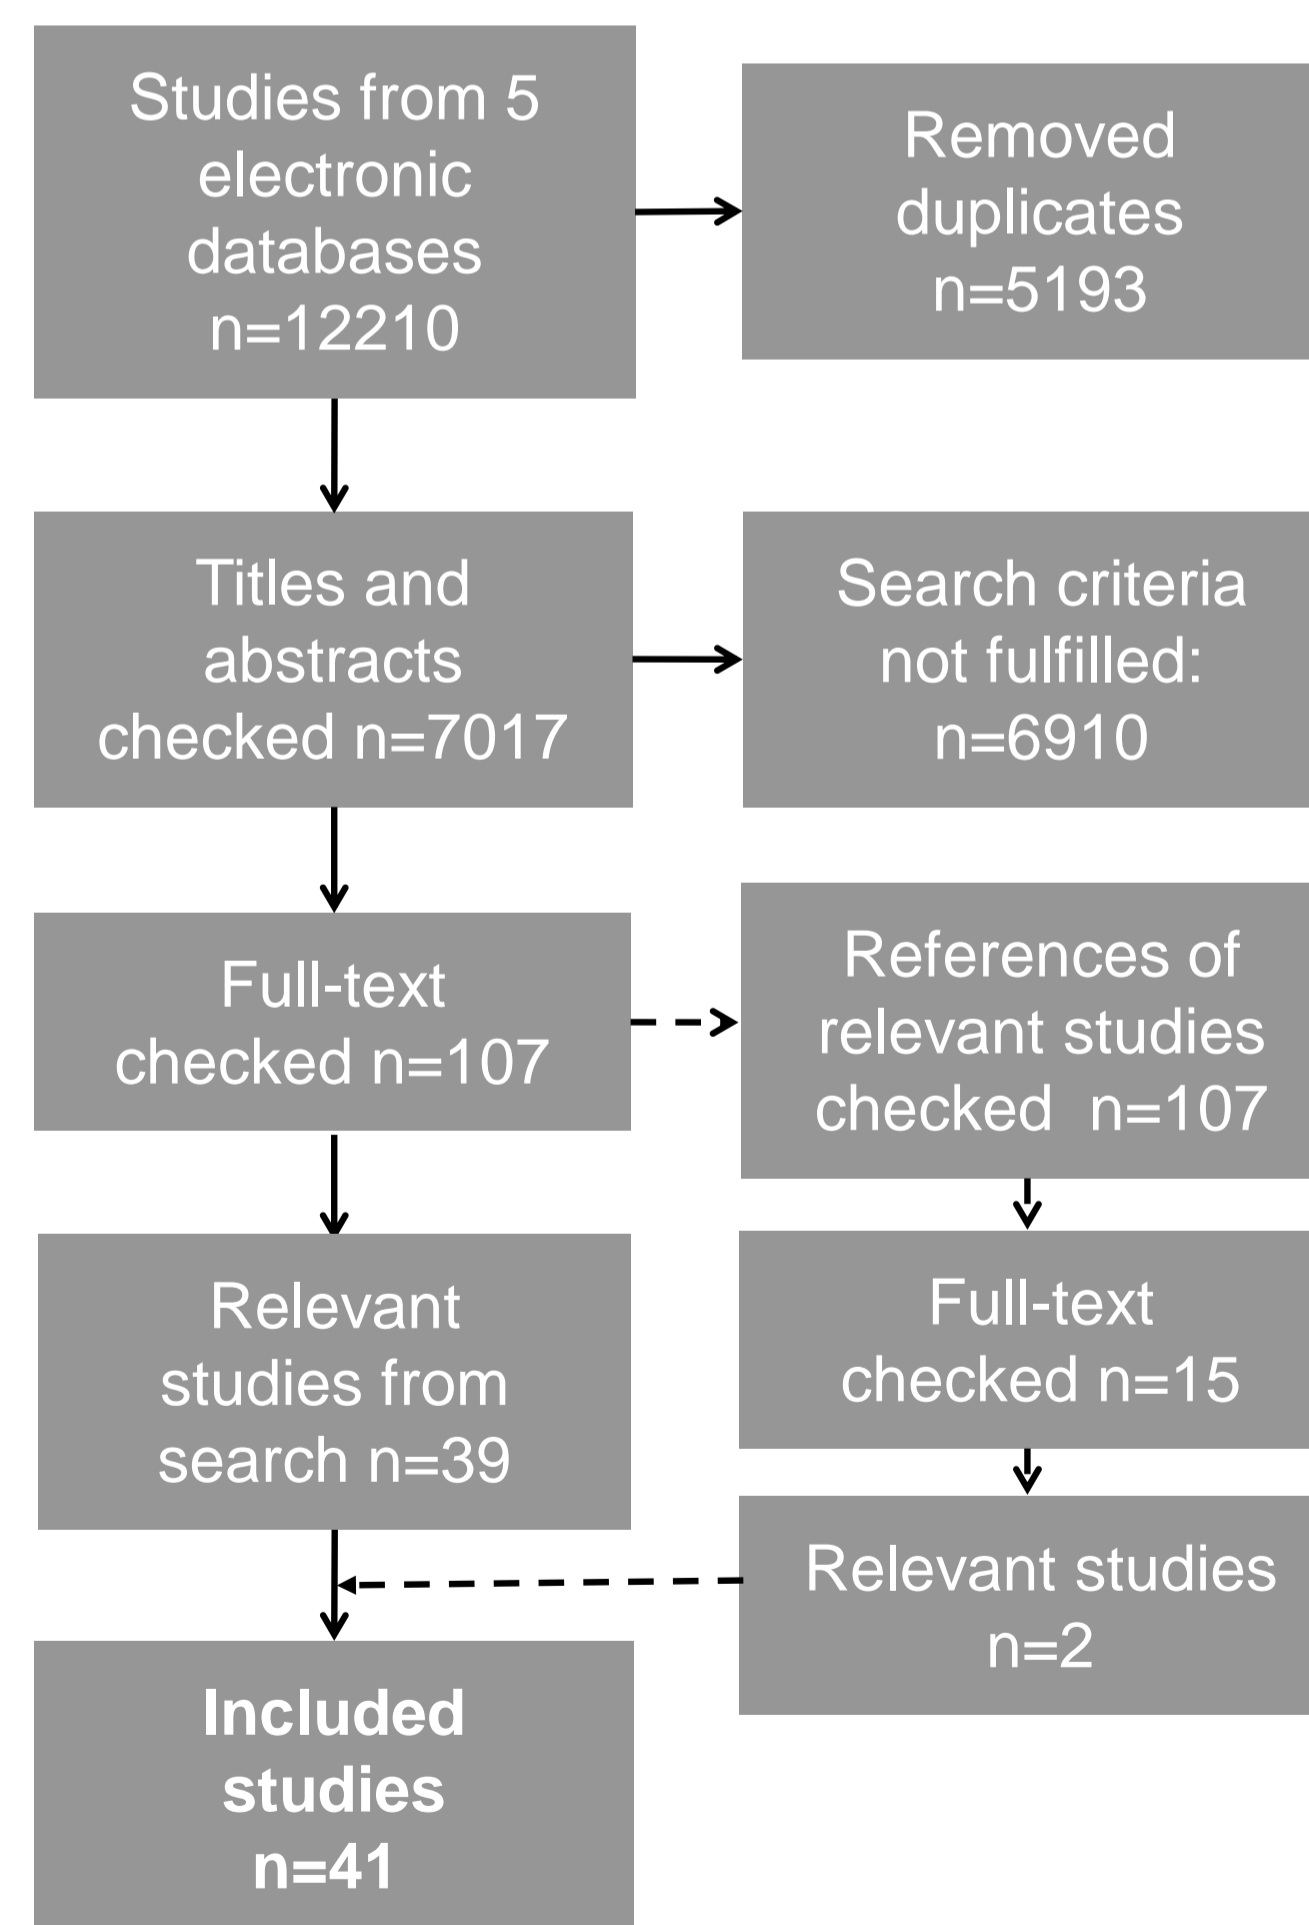 Studies from 5
electronic
databases
n=12210
Removed
duplicates
n=5193
Titles and
abstracts
checked n=7017
Search criteria
not fulfilled:
n=6910
Full-text
checked n=107
References of
relevant studies
checked n=107
Relevant
studies from
search n=39
Full-text
checked n=15
Relevant studies
n=2
Included
studies
n=41